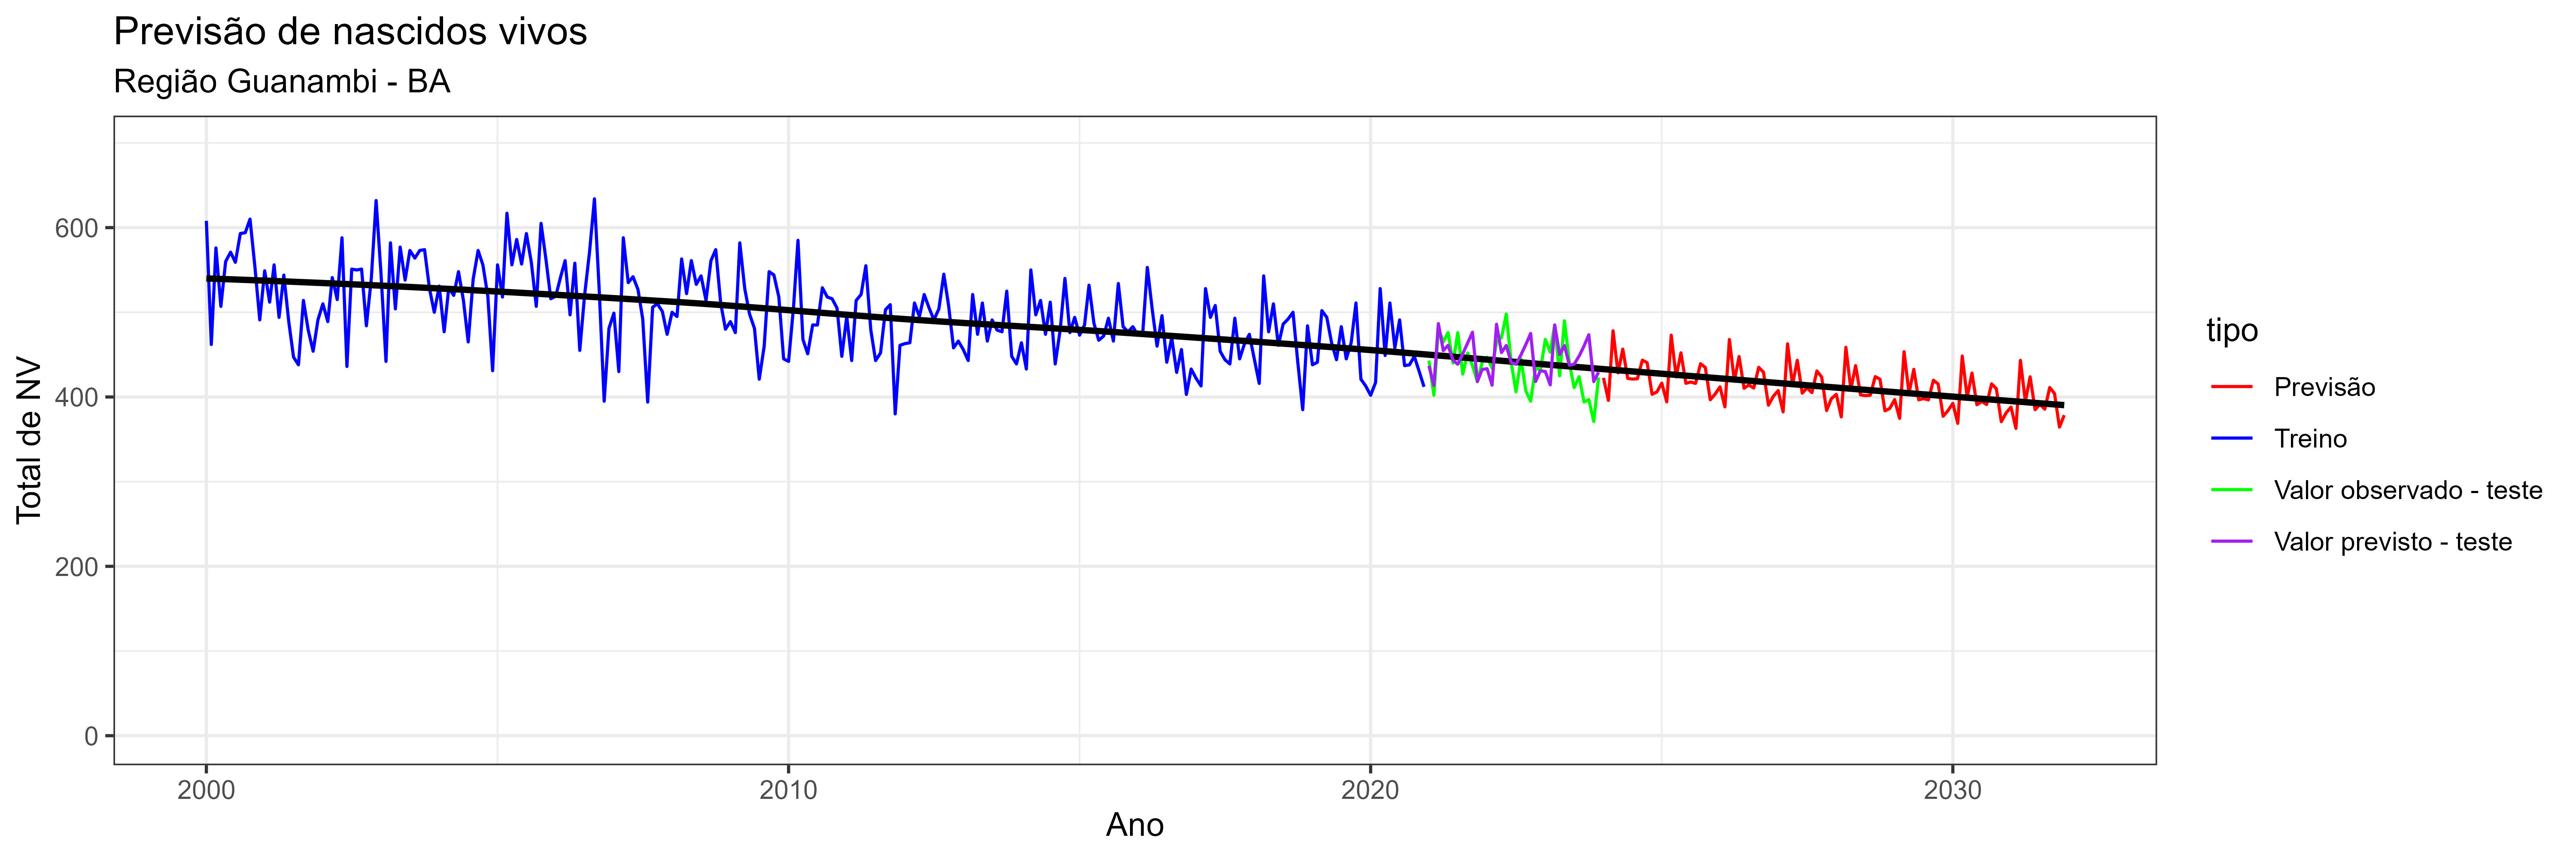 Previsão de nascidos vivos
Região Guanambi - BA
Total de NV
600
400
200
0
2000
2010
2020
2030
Ano
tipo
Previsão
Treino
Valor observado - teste
Valor previsto - teste